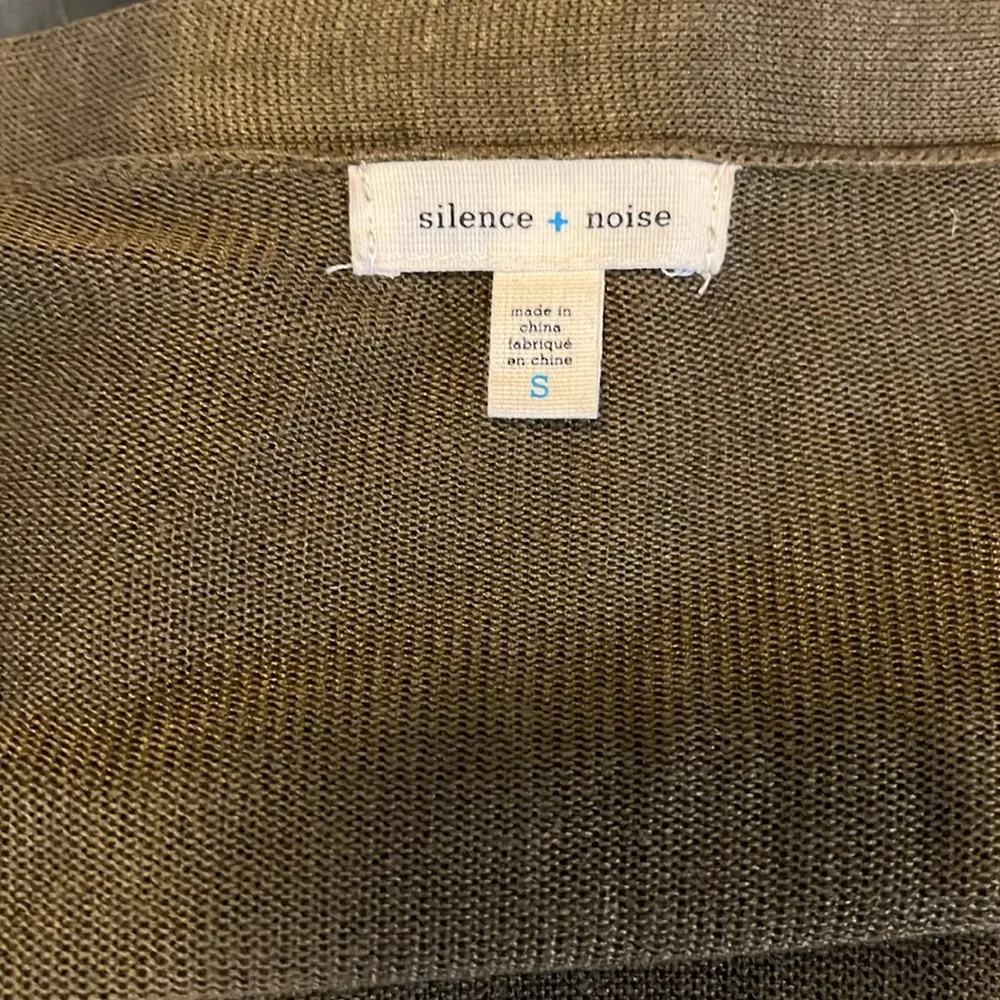 silence + noise
made in
china
fabriqué
en chine
S